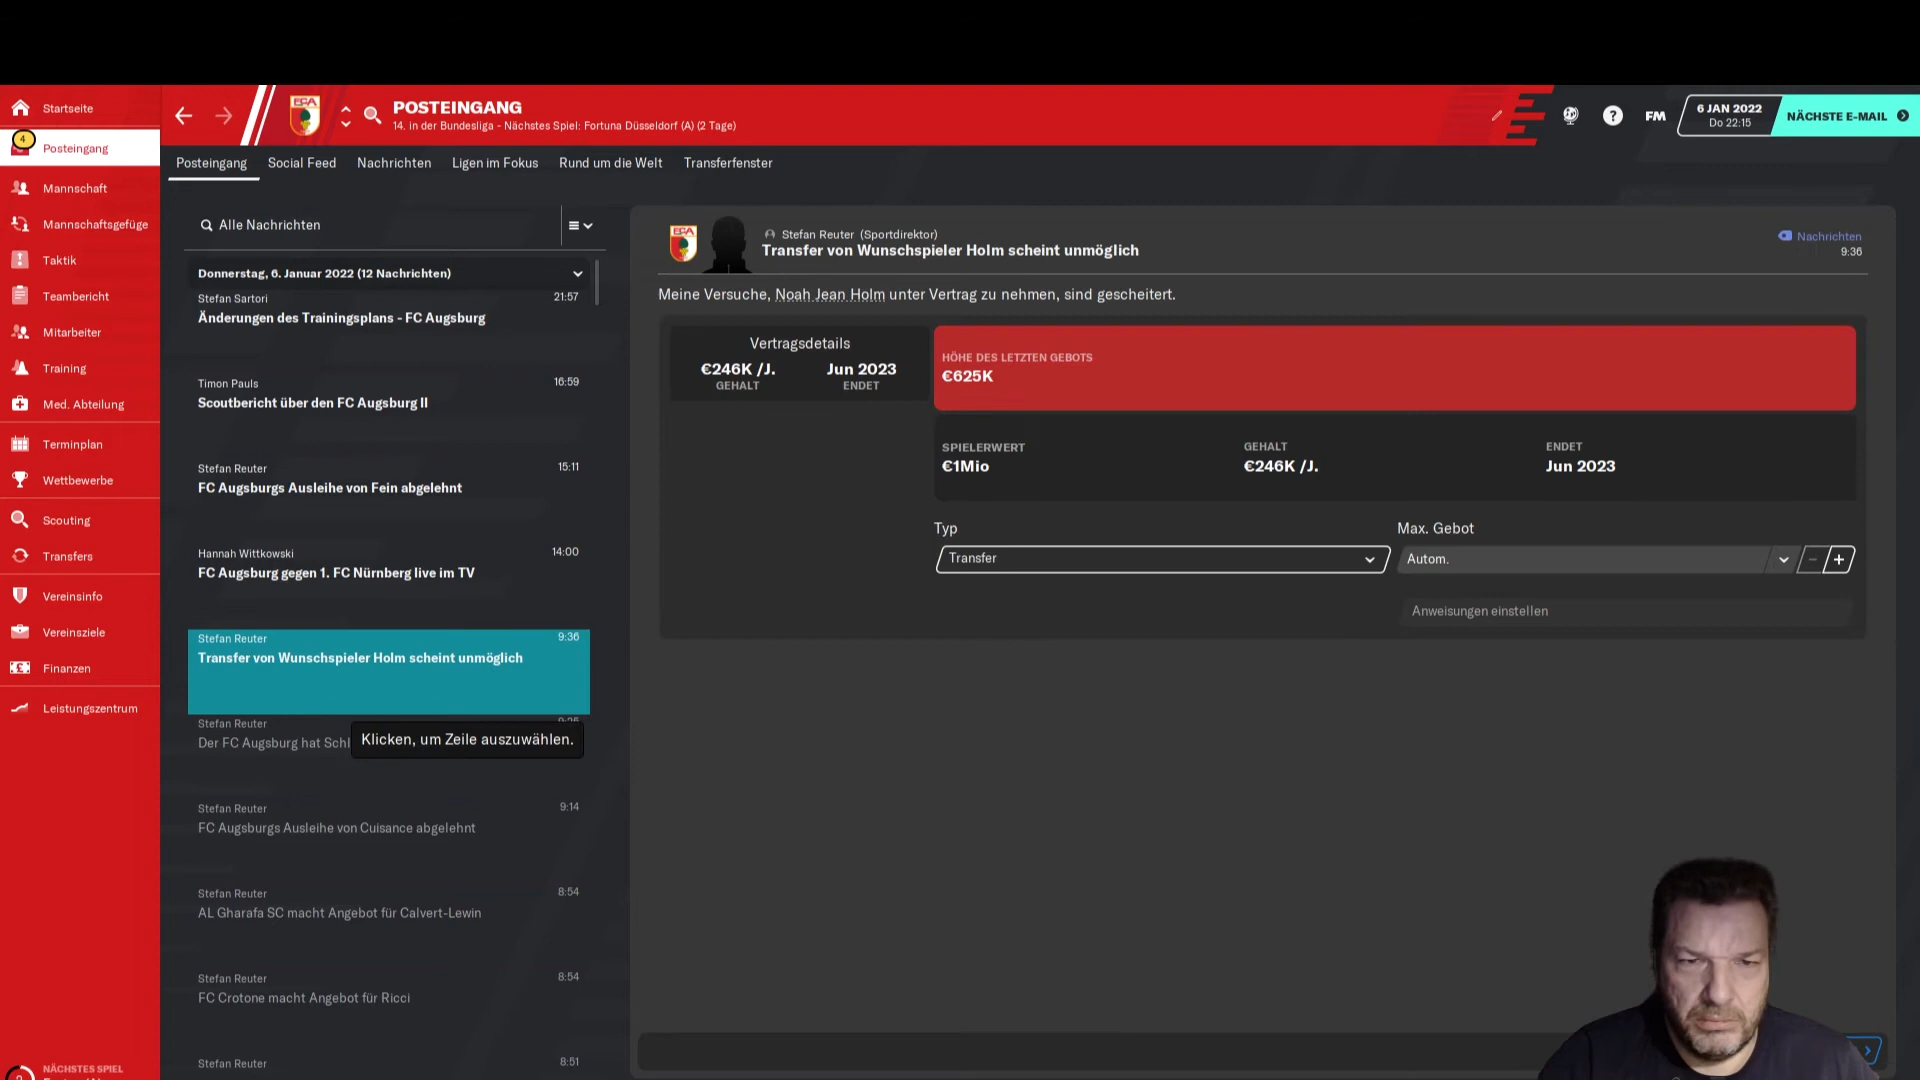 Startseite
4
Posteingang
Mannschaft
Mannschaftsgefüge
Taktik
Teambericht
Mitarbeiter
Training
Med. Abteilung
Terminplan
Wettbewerbe
Scouting
Transfers
Vereinsinfo
Vereinsziele
Finanzen
Leistungszentrum
NÄCHSTES SPIEL
FCA
POSTEINGANG
14. in der Bundesliga - Nächstes Spiel: Fortuna Düsseldorf (A) (2 Tage)
?
FM
6 JAN 2022
Do 22:15
NÄCHSTE E-MAIL
Posteingang Social Feed Nachrichten Ligen im Fokus Rund um die Welt Transferfenster
Alle Nachrichten
Donnerstag, 6. Januar 2022 (12 Nachrichten)
Stefan Sartori 21:57
Änderungen des Trainingsplans - FC Augsburg
Timon Pauls 16:59
Scoutbericht über den FC Augsburg II
Stefan Reuter 15:11
FC Augsburgs Ausleihe von Fein abgelehnt
Hannah Wittkowski 14:00
FC Augsburg gegen 1. FC Nürnberg live im TV
Stefan Reuter 9:36
Transfer von Wunschspieler Holm scheint unmöglich
Stefan Reuter
Der FC Augsburg hat
Klicken, um Zeile auszuwählen.
Stefan Reuter 9:14
FC Augsburgs Ausleihe von Cuisance abgelehnt
Stefan Reuter 8:54
AL Gharafa SC macht Angebot für Calvert-Lewin
Stefan Reuter 8:54
FC Crotone macht Angebot für Ricci
Stefan Reuter 8:51
FCA
Stefan Reuter (Sportdirektor)
Transfer von Wunschspieler Holm scheint unmöglich
Nachrichten
9:36
Meine Versuche, Noah Jean Holm unter Vertrag zu nehmen, sind gescheitert.
Vertragsdetails
€246K /J. Jun 2023
GEHALT ENDET
HÖHE DES LETZTEN GEBOTS
€625K
SPIELERWERT GEHALT ENDET
€1Mio €246K /J. Jun 2023
Typ Max. Gebot
Transfer Autom. - +
Anweisungen einstellen